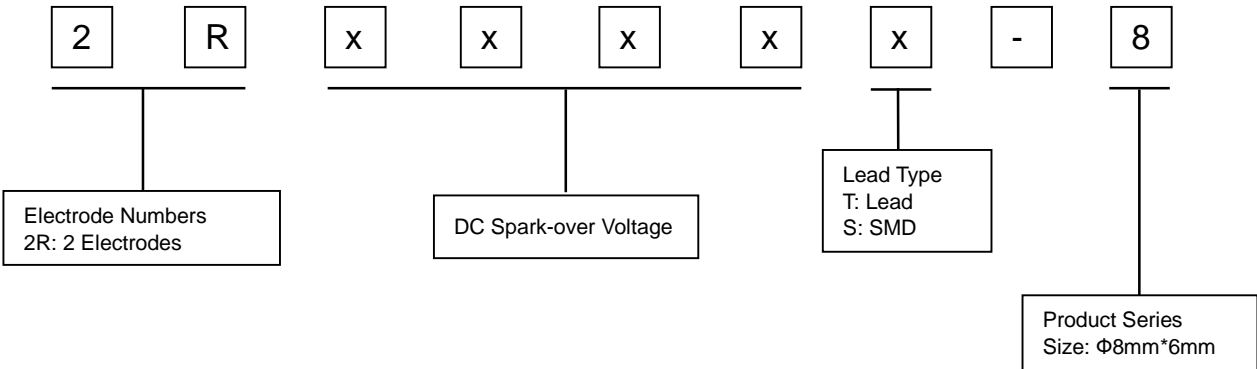 2 R x x x x x - 8
Electrode Numbers
2R: 2 Electrodes
DC Spark-over Voltage
Lead Type
T: Lead
S: SMD
Product Series
Size: Φ8mm*6mm